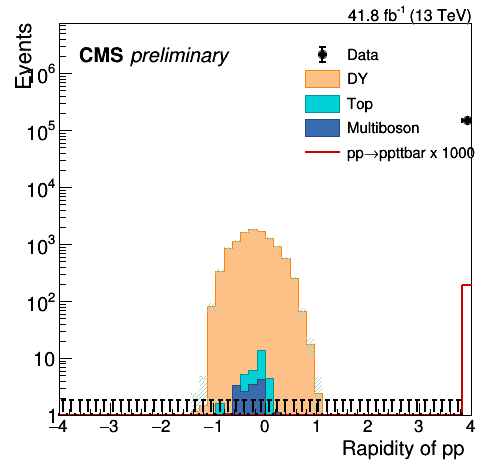 41.8 fb⁻¹ (13 TeV)
Events
CMS preliminary
Data
DY
Top
Multiboson
pp→ppttbar x 1000
10⁶
10⁵
10⁴
10³
10²
10
1
−4 −3 −2 −1 0 1 2 3 4
Rapidity of pp